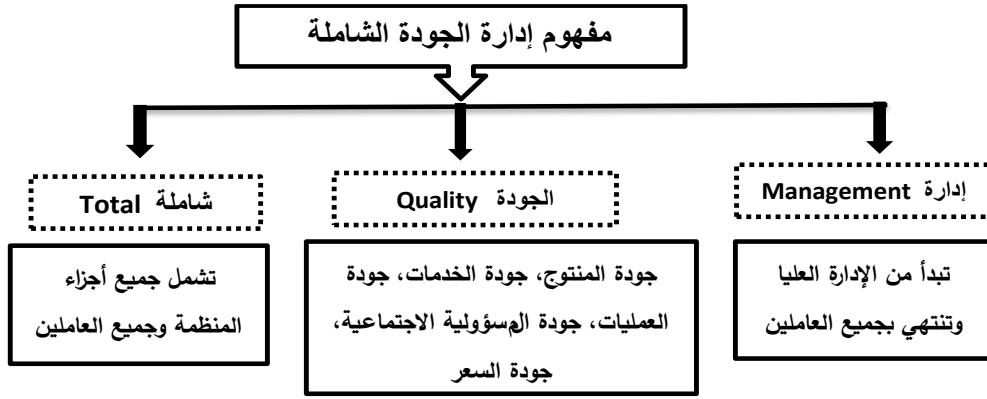 مفهوم إدارة الجودة الشاملة
إدارة Management
تبدأ من الإدارة العليا
وتنتهي بجميع العاملين
الجودة Quality
جودة المنتوج، جودة الخدمات، جودة
العمليات، جودة المسؤولية الاجتماعية،
جودة السعر
شاملة Total
تشمل جميع أجزاء
المنظمة وجميع العاملين